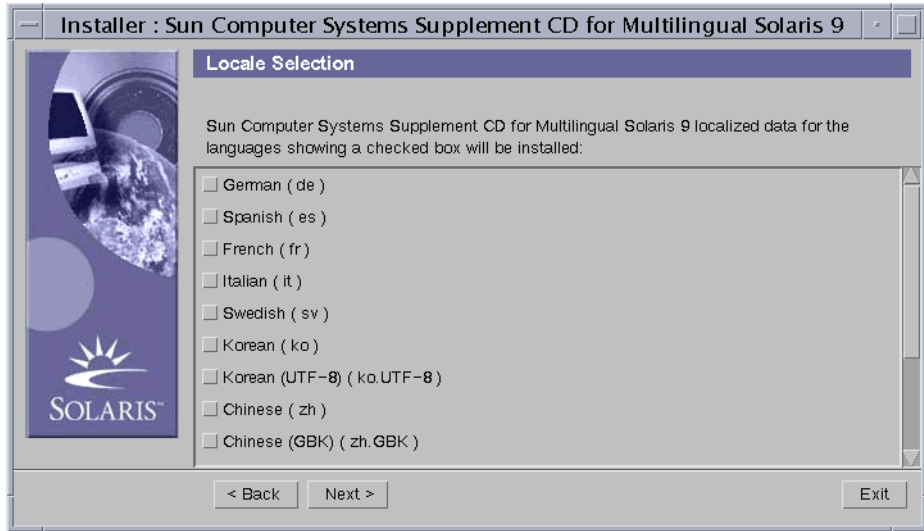 Installer : Sun Computer Systems Supplement CD for Multilingual Solaris 9
Locale Selection
Sun Computer Systems Supplement CD for Multilingual Solaris 9 localized data for the
languages showing a checked box will be installed:
German ( de )
Spanish ( es )
French ( fr )
Italian ( it )
Swedish ( sv )
Korean ( ko )
Korean (UTF-8) ( ko.UTF-8 )
Chinese ( zh )
Chinese (GBK) ( zh.GBK )
SOLARIS™
< Back Next > Exit